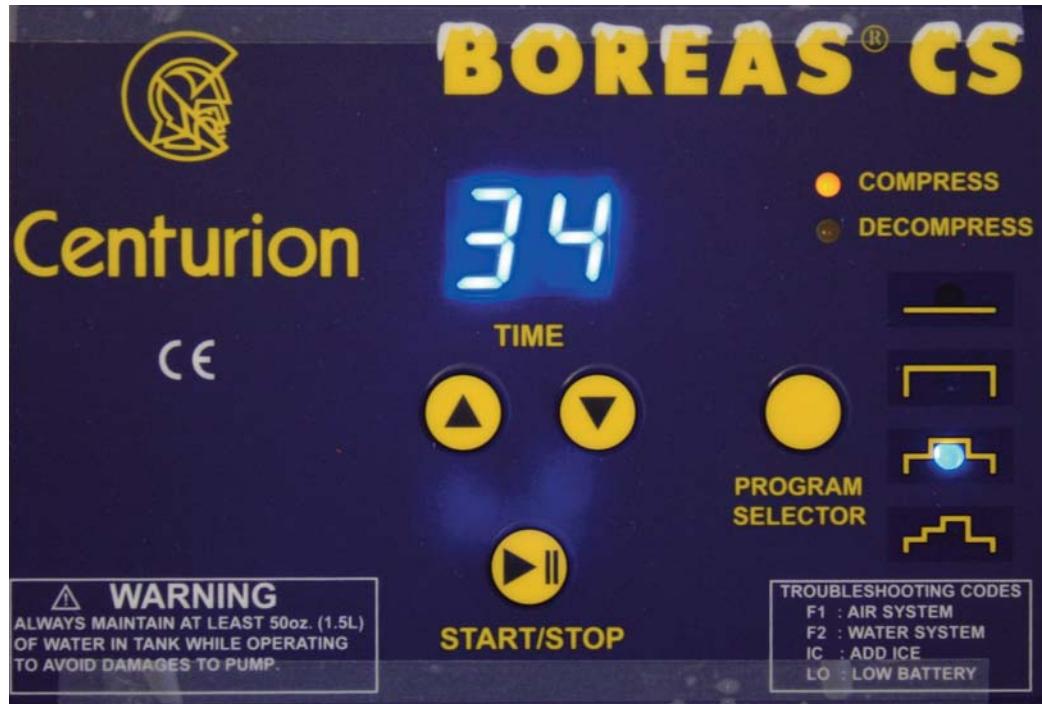 BOREAS® CS
Centurion
CE
34
TIME
COMPRESS
DECOMPRESS
PROGRAM
SELECTOR
START/STOP
⚠ WARNING
ALWAYS MAINTAIN AT LEAST 50oz. (1.5L)
OF WATER IN TANK WHILE OPERATING
TO AVOID DAMAGES TO PUMP.
TROUBLESHOOTING CODES
F1 : AIR SYSTEM
F2 : WATER SYSTEM
IC : ADD ICE
LO : LOW BATTERY